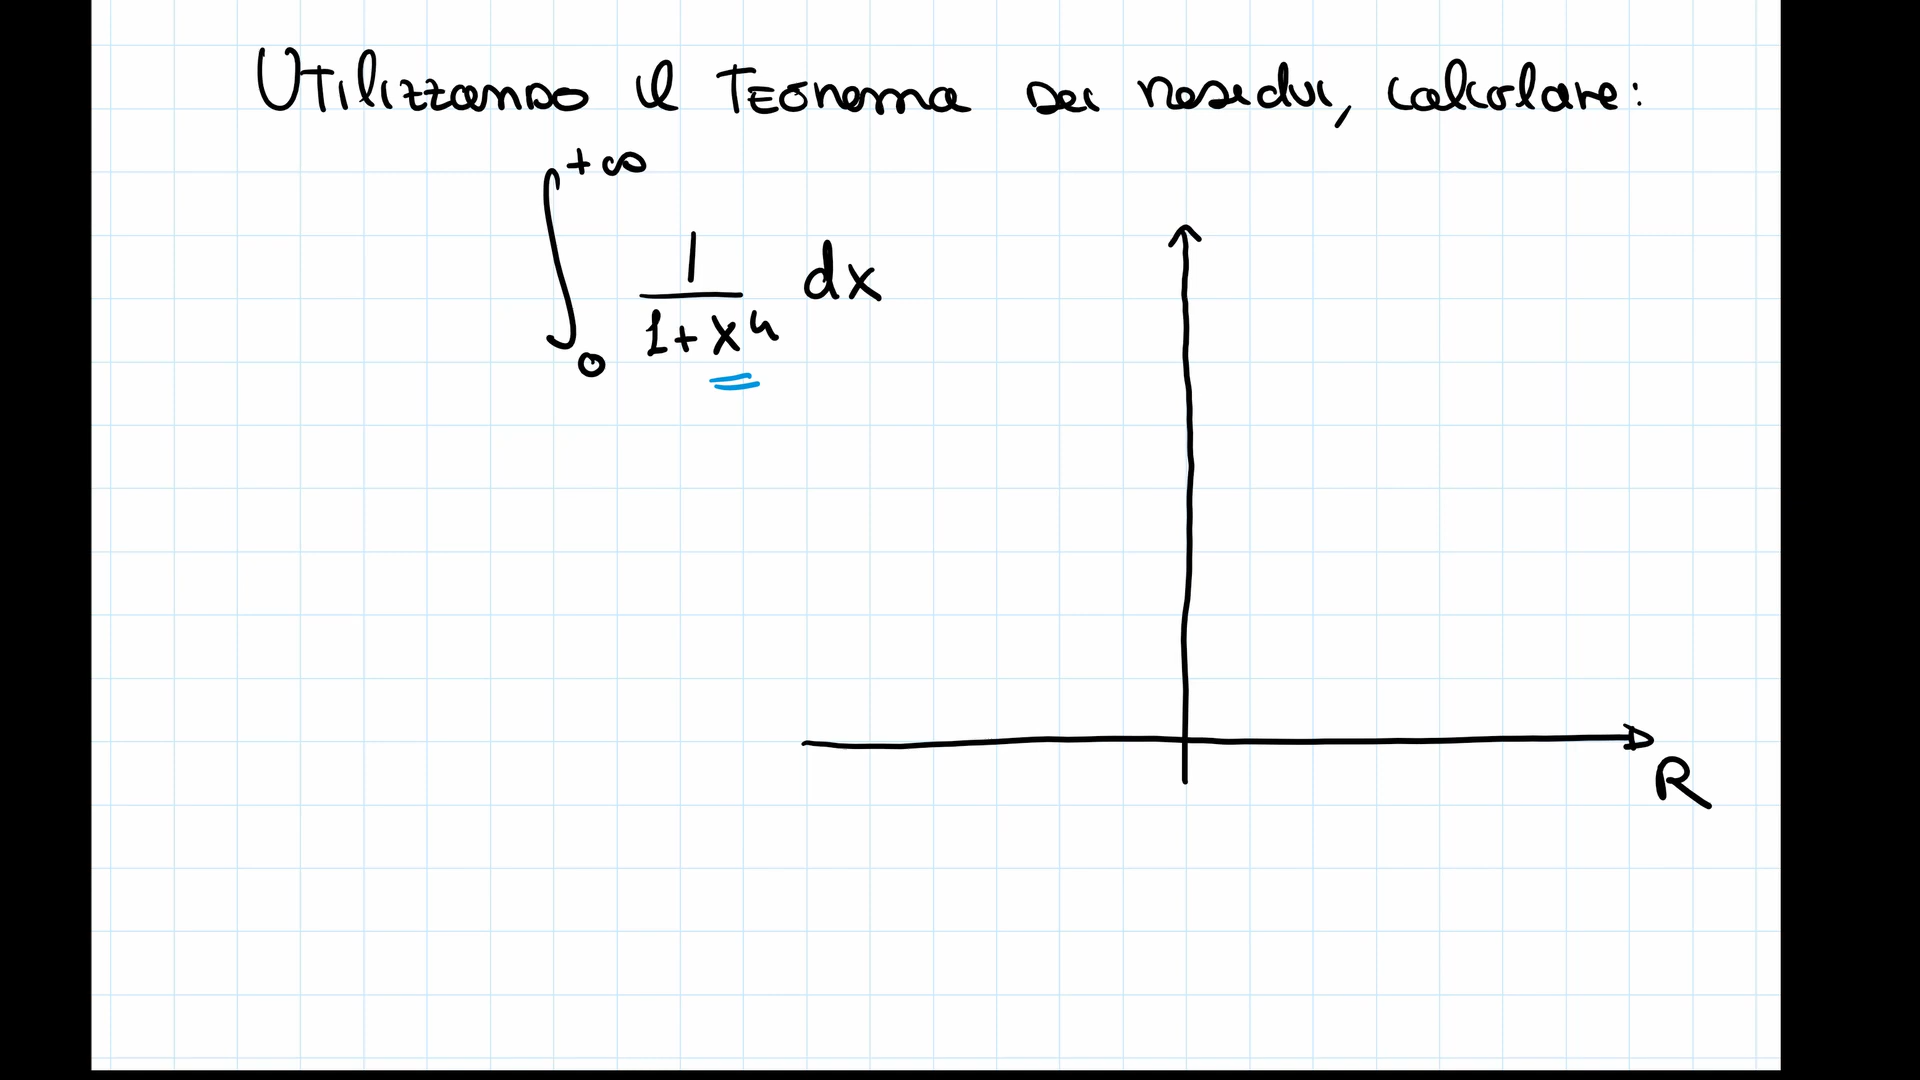 Utilizzando il Teorema dei residui, calcolare:
∫₀^{+∞} 1/(1+x⁴) dx
R